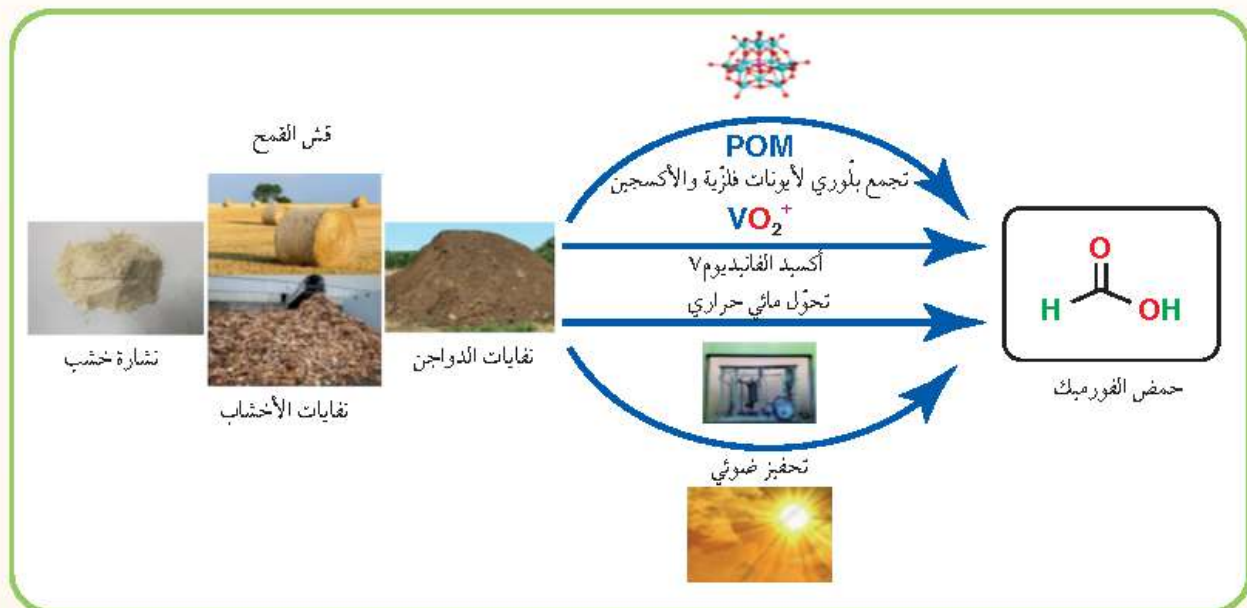 قش القمح
نشارة خشب
نفايات الأخشاب
نفايات الدواجن
POM
تجمع بلّوري لأيونات فلزّية والأكسجين
VO₂⁺
أكسيد الفانيديوم٧
تحوّل مائي حراري
تحفيز ضوئي
O
H
OH
حمض الفورميك